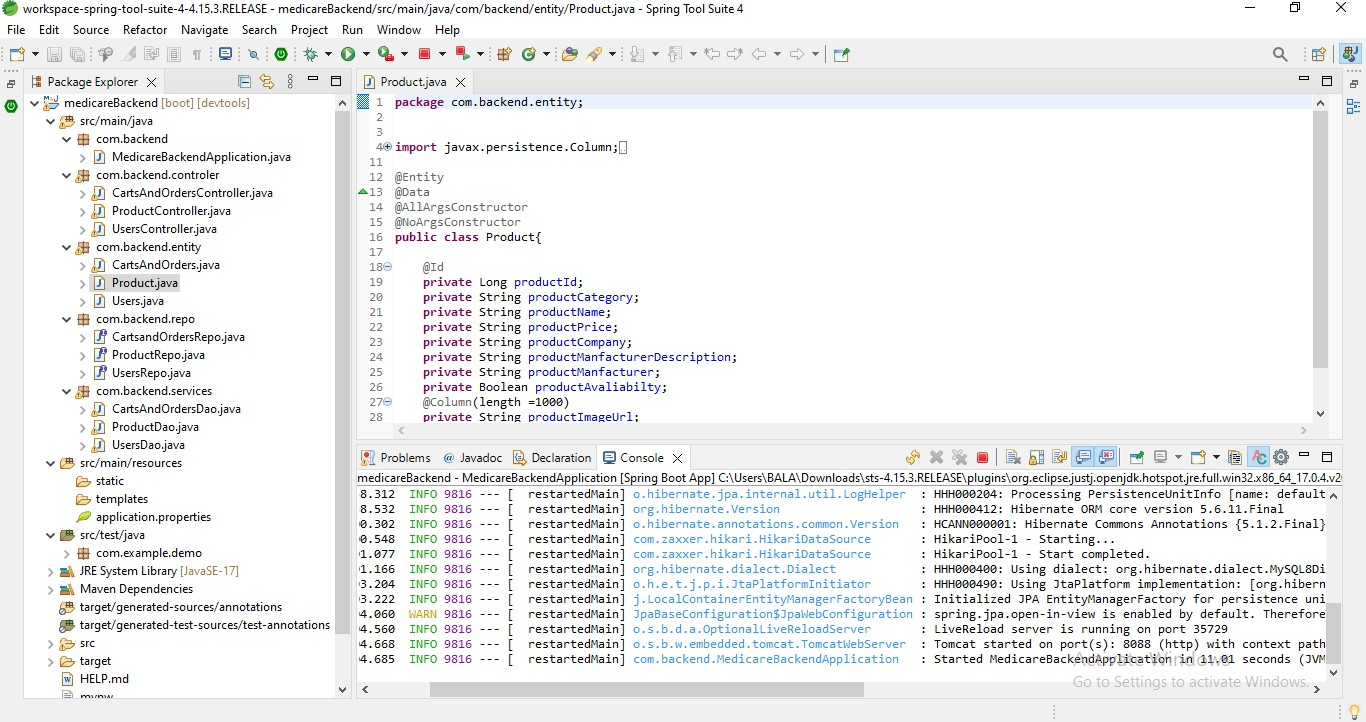 workspace-spring-tool-suite-4-4.15.3.RELEASE - medicareBackend/src/main/java/com/backend/entity/Product.java - Spring Tool Suite 4
File Edit Source Refactor Navigate Search Project Run Window Help
Package Explorer
medicareBackend [boot] [devtools]
src/main/java
com.backend
MedicareBackendApplication.java
com.backend.controler
CartsAndOrdersController.java
ProductController.java
UsersController.java
com.backend.entity
CartsAndOrders.java
Product.java
Users.java
com.backend.repo
CartsandOrdersRepo.java
ProductRepo.java
UsersRepo.java
com.backend.services
CartsAndOrdersDao.java
ProductDao.java
UsersDao.java
src/main/resources
static
templates
application.properties
src/test/java
com.example.demo
JRE System Library [JavaSE-17]
Maven Dependencies
target/generated-sources/annotations
target/generated-test-sources/test-annotations
src
target
HELP.md
mvnw
Product.java
1 package com.backend.entity;
2
3
4 import javax.persistence.Column;
11
12 @Entity
13 @Data
14 @AllArgsConstructor
15 @NoArgsConstructor
16 public class Product{
17
18 @Id
19 private Long productId;
20 private String productCategory;
21 private String productName;
22 private String productPrice;
23 private String productCompany;
24 private String productManfacturerDescription;
25 private String productManfacturer;
26 private Boolean productAvaliabilty;
27 @Column(length =1000)
28 private String productImageUrl;
Problems @ Javadoc Declaration Console
medicareBackend - MedicareBackendApplication [Spring Boot App] C:\Users\BALA\Downloads\sts-4.15.3.RELEASE\plugins\org.eclipse.justj.openjdk.hotspot.jre.full.win32.x86_64_17.0.4.v20
8.312 INFO 9816 --- [ restartedMain] o.hibernate.jpa.internal.util.LogHelper : HHH000204: Processing PersistenceUnitInfo [name: default
8.532 INFO 9816 --- [ restartedMain] org.hibernate.Version : HHH000412: Hibernate ORM core version 5.6.11.Final
0.302 INFO 9816 --- [ restartedMain] o.hibernate.annotations.common.Version : HCANN000001: Hibernate Commons Annotations {5.1.2.Final}
0.548 INFO 9816 --- [ restartedMain] com.zaxxer.hikari.HikariDataSource : HikariPool-1 - Starting...
1.077 INFO 9816 --- [ restartedMain] com.zaxxer.hikari.HikariDataSource : HikariPool-1 - Start completed.
1.166 INFO 9816 --- [ restartedMain] org.hibernate.dialect.Dialect : HHH000400: Using dialect: org.hibernate.dialect.MySQL8Di
3.204 INFO 9816 --- [ restartedMain] o.h.e.t.j.p.i.JtaPlatformInitiator : HHH000490: Using JtaPlatform implementation: [org.hibern
3.222 INFO 9816 --- [ restartedMain] j.LocalContainerEntityManagerFactoryBean : Initialized JPA EntityManagerFactory for persistence uni
4.060 WARN 9816 --- [ restartedMain] JpaBaseConfiguration$JpaWebConfiguration : spring.jpa.open-in-view is enabled by default. Therefore
4.560 INFO 9816 --- [ restartedMain] o.s.b.d.a.OptionalLiveReloadServer : LiveReload server is running on port 35729
4.668 INFO 9816 --- [ restartedMain] o.s.b.w.embedded.tomcat.TomcatWebServer : Tomcat started on port(s): 8088 (http) with context path
4.685 INFO 9816 --- [ restartedMain] com.backend.MedicareBackendApplication : Started MedicareBackendApplication in 11.01 seconds (JVM
Activate Windows
Go to Settings to activate Windows.